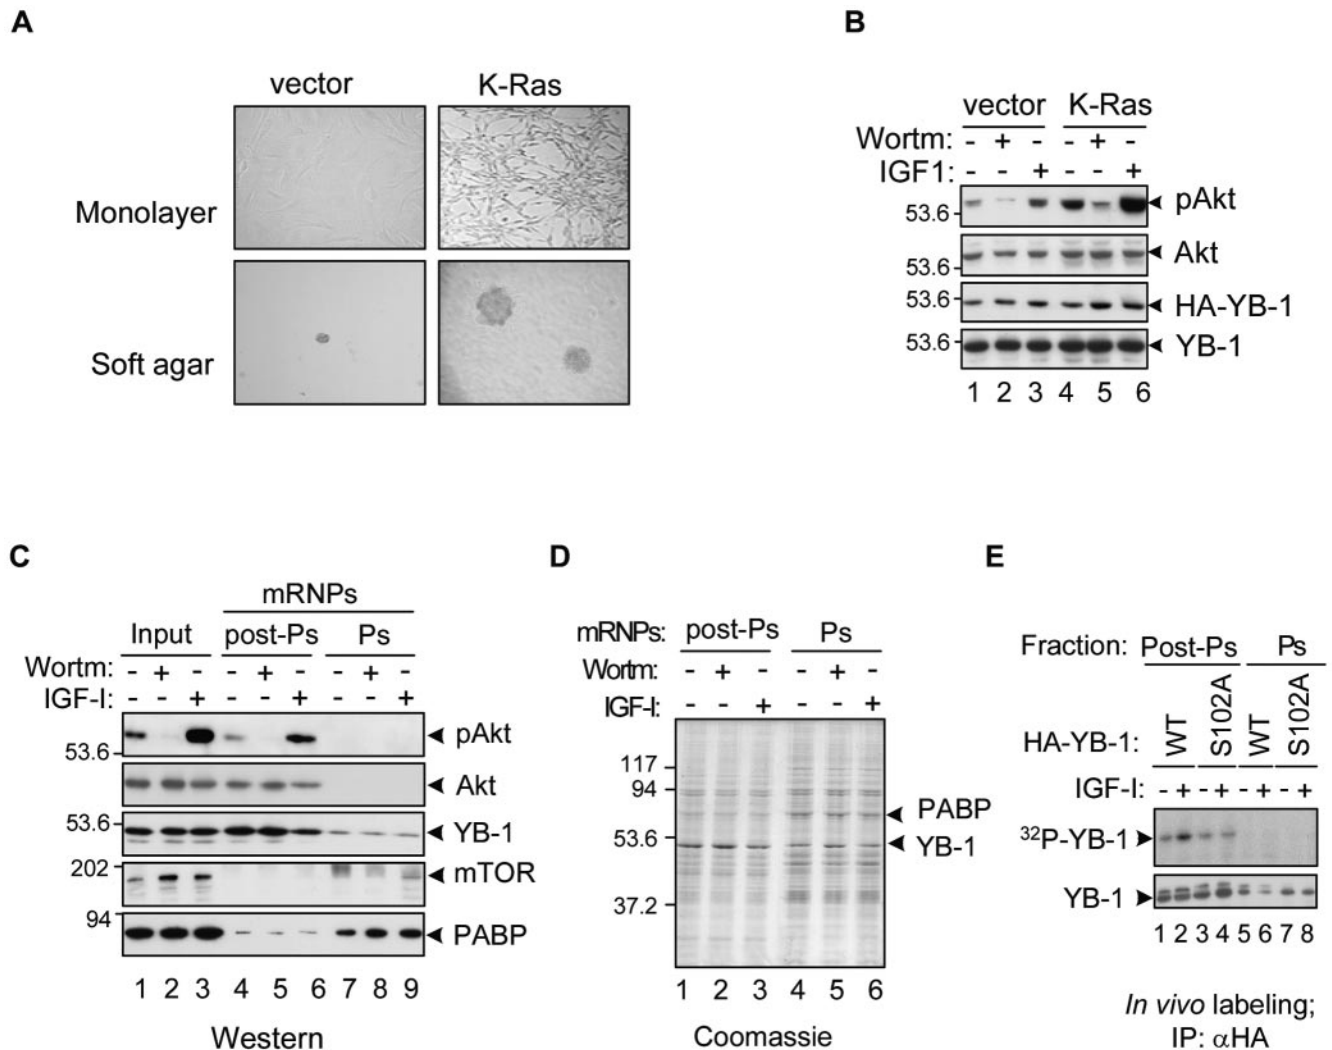 A
vector K-Ras
Monolayer
Soft agar
B
vector K-Ras
Wortm: - + - - + -
IGF1: - - + - - +
53.6 pAkt
53.6 Akt
53.6 HA-YB-1
53.6 YB-1
1 2 3 4 5 6
C
mRNPs
Input post-Ps Ps
Wortm: - + - - + - - + -
IGF-I: - - + - - + - - +
53.6 pAkt
Akt
53.6 YB-1
202 mTOR
94 PABP
1 2 3 4 5 6 7 8 9
Western
D
mRNPs: post-Ps Ps
Wortm: - + - - + -
IGF-I: - - + - - +
117
94
PABP
53.6 YB-1
37.2
1 2 3 4 5 6
Coomassie
E
Fraction: Post-Ps Ps
HA-YB-1: WT S102A WT S102A
IGF-I: - + - + - + - +
³²P-YB-1
YB-1
1 2 3 4 5 6 7 8
In vivo labeling;
IP: αHA